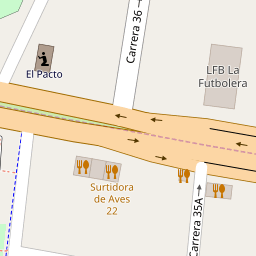 Carrera 36
El Pacto
LFB La
Futbolera
Surtidora
de Aves
22
Carrera 35A